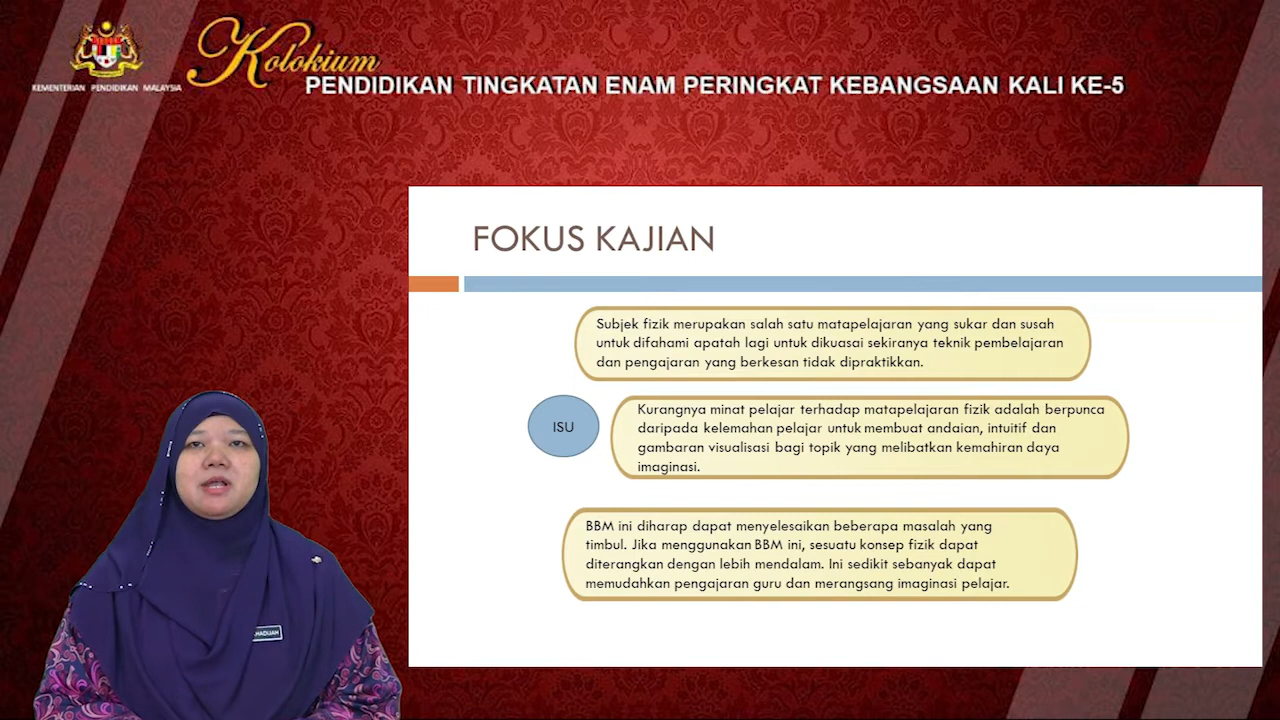 Kolokium
KEMENTERIAN PENDIDIKAN MALAYSIA
PENDIDIKAN TINGKATAN ENAM PERINGKAT KEBANGSAAN KALI KE-5
FOKUS KAJIAN
Subjek fizik merupakan salah satu matapelajaran yang sukar dan susah
untuk difahami apatah lagi untuk dikuasai sekiranya teknik pembelajaran
dan pengajaran yang berkesan tidak dipraktikkan.
ISU
Kurangnya minat pelajar terhadap matapelajaran fizik adalah berpunca
daripada kelemahan pelajar untuk membuat andaian, intuitif dan
gambaran visualisasi bagi topik yang melibatkan kemahiran daya
imaginasi.
BBM ini diharap dapat menyelesaikan beberapa masalah yang
timbul. Jika menggunakan BBM ini, sesuatu konsep fizik dapat
diterangkan dengan lebih mendalam. Ini sedikit sebanyak dapat
memudahkan pengajaran guru dan merangsang imaginasi pelajar.